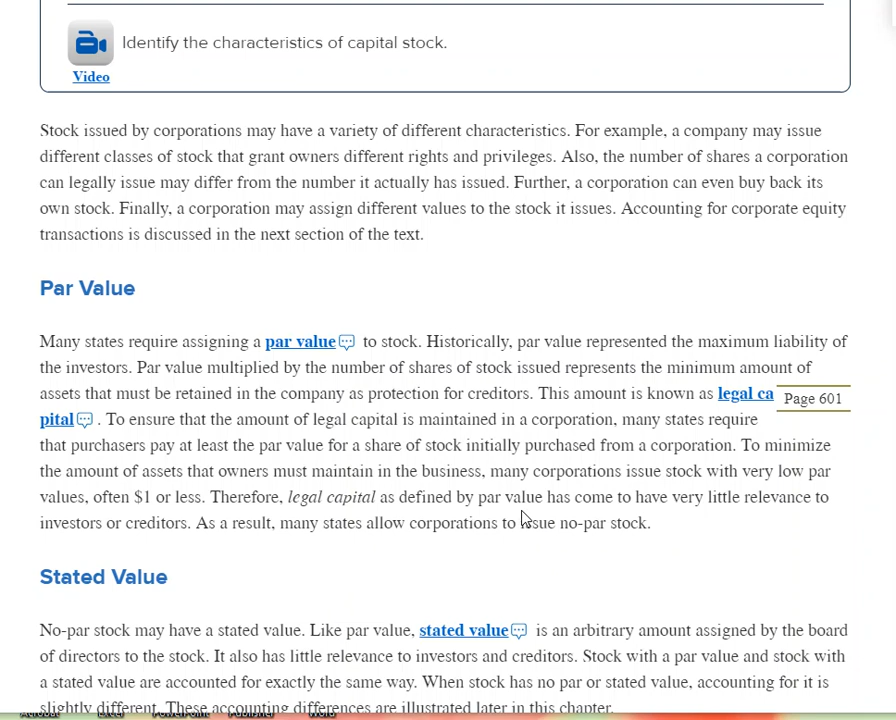 Identify the characteristics of capital stock.
Video
Stock issued by corporations may have a variety of different characteristics. For example, a company may issue
different classes of stock that grant owners different rights and privileges. Also, the number of shares a corporation
can legally issue may differ from the number it actually has issued. Further, a corporation can even buy back its
own stock. Finally, a corporation may assign different values to the stock it issues. Accounting for corporate equity
transactions is discussed in the next section of the text.
Par Value
Many states require assigning a par value to stock. Historically, par value represented the maximum liability of
the investors. Par value multiplied by the number of shares of stock issued represents the minimum amount of
assets that must be retained in the company as protection for creditors. This amount is known as legal ca
Page 601
pital . To ensure that the amount of legal capital is maintained in a corporation, many states require
that purchasers pay at least the par value for a share of stock initially purchased from a corporation. To minimize
the amount of assets that owners must maintain in the business, many corporations issue stock with very low par
values, often $1 or less. Therefore, legal capital as defined by par value has come to have very little relevance to
investors or creditors. As a result, many states allow corporations to issue no-par stock.
Stated Value
No-par stock may have a stated value. Like par value, stated value is an arbitrary amount assigned by the board
of directors to the stock. It also has little relevance to investors and creditors. Stock with a par value and stock with
a stated value are accounted for exactly the same way. When stock has no par or stated value, accounting for it is
slightly different. These accounting differences are illustrated later in this chapter.
Acrobat Excel PowerPoint Publisher Word